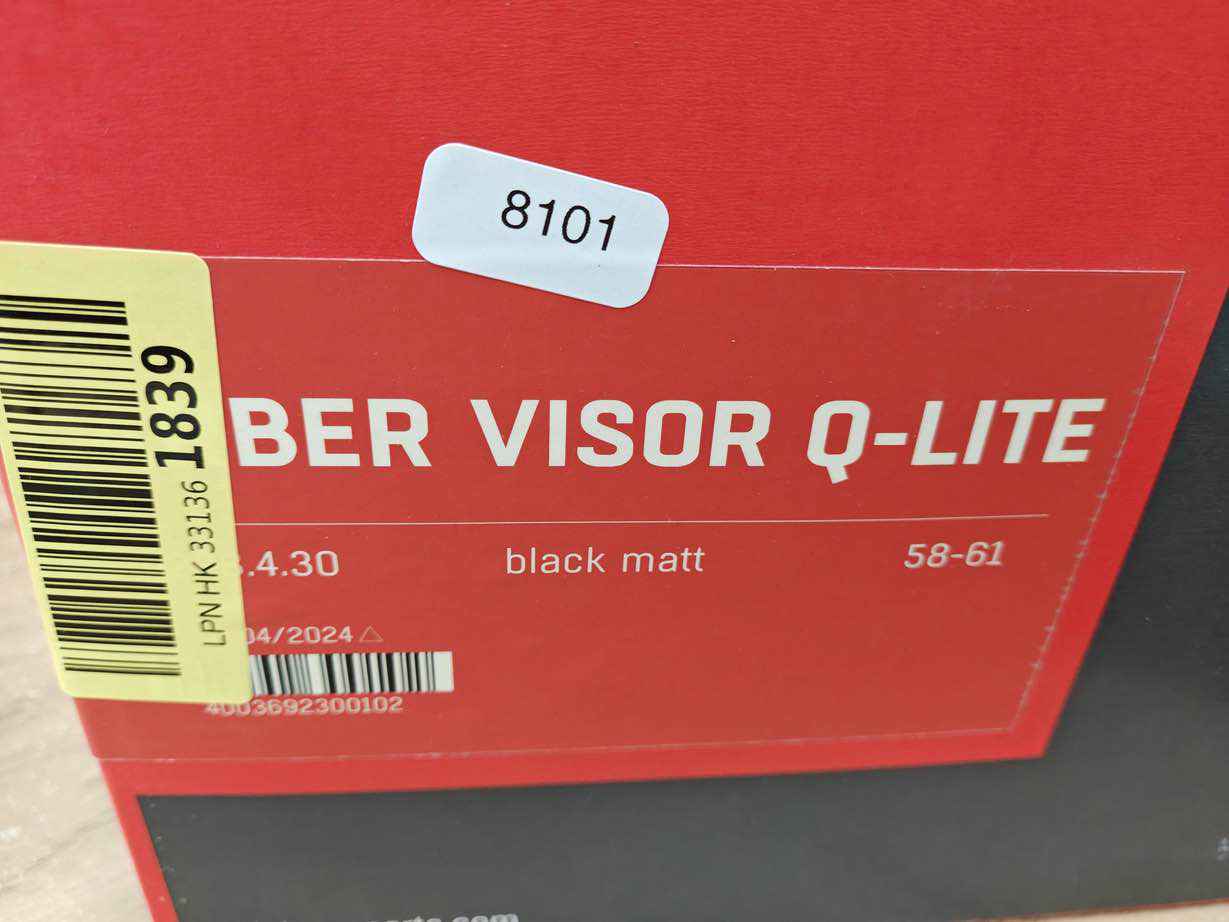 8101
BER VISOR Q-LITE
.4.30 black matt 58-61
04/2024
4003692300102
LPN HK 33136 1839